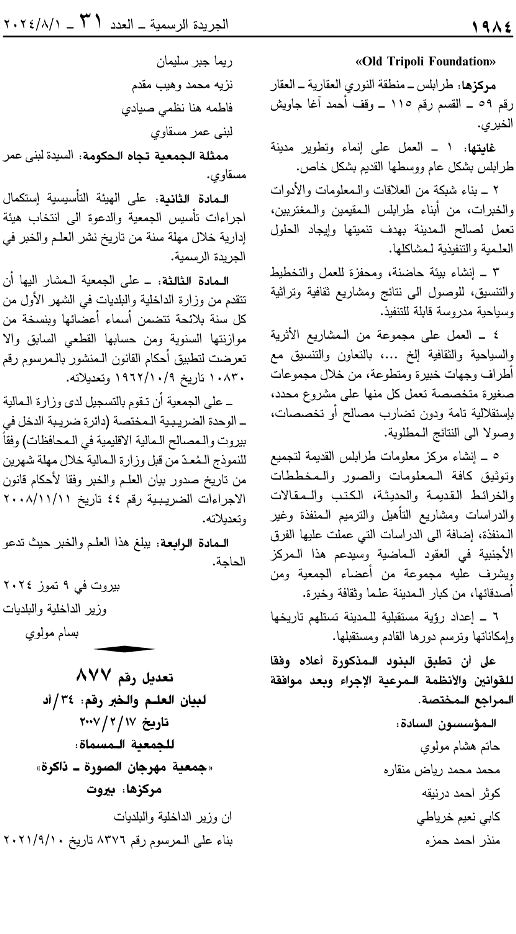 ١٩٨٤
الجريدة الرسمية ــ العدد ٣١ ــ ٢٠٢٤/٨/١
«Old Tripoli Foundation»
مركزها: طرابلس ــ منطقة النوري العقارية ــ العقار
رقم ٥٩ ــ القسم رقم ١١٥ ــ وقف أحمد آغا جاويش
الخيري.
غايتها: ١ ــ العمل على إنماء وتطوير مدينة
طرابلس بشكل عام ووسطها القديم بشكل خاص.
٢ ــ بناء شبكة من العلاقات والمعلومات والأدوات
والخبرات، من أبناء طرابلس المقيمين والمغتربين،
تعمل لصالح المدينة بهدف تنميتها وإيجاد الحلول
العلمية والتنفيذية لمشاكلها.
٣ ــ إنشاء بيئة حاضنة، ومحفزة للعمل والتخطيط
والتنسيق، للوصول الى نتائج ومشاريع ثقافية وتراثية
وسياحية مدروسة قابلة للتنفيذ.
٤ ــ العمل على مجموعة من المشاريع الأثرية
والسياحية والثقافية إلخ ...، بالتعاون والتنسيق مع
أطراف وجهات خبيرة ومتطوعة، من خلال مجموعات
صغيرة متخصصة تعمل كل منها على مشروع محدد،
بإستقلالية تامة ودون تضارب مصالح أو تخصصات،
وصولا الى النتائج المطلوبة.
٥ ــ إنشاء مركز معلومات طرابلس القديمة لتجميع
وتوثيق كافة المعلومات والصور والمخططات
والخرائط القديمة والحديثة، الكتب والمقالات
والدراسات ومشاريع التأهيل والترميم المنفذة وغير
المنفذة، إضافة الى الدراسات التي عملت عليها الفرق
الأجنبية في العقود الماضية وسيدعم هذا المركز
ويشرف عليه مجموعة من أعضاء الجمعية ومن
أصدقائها، من كبار المدينة علما وثقافة وخبرة.
٦ ــ إعداد رؤية مستقبلية للمدينة تستلهم تاريخها
وإمكاناتها وترسم دورها القادم ومستقبلها.
على أن تطبق البنود المذكورة أعلاه وفقا
للقوانين والأنظمة المرعية الإجراء وبعد موافقة
المراجع المختصة.
المؤسسون السادة:
حاتم هشام مولوي
محمد محمد رياض منقاره
كوثر احمد درنيقه
كابي نعيم خرياطي
منذر احمد حمزه
ريما جبر سليمان
نزيه محمد وهيب مقدم
فاطمه هنا نظمي صيادي
لبنى عمر مسقاوي
ممثلة الجمعية تجاه الحكومة: السيدة لبنى عمر
مسقاوي.
المادة الثانية: على الهيئة التأسيسية إستكمال
اجراءات تأسيس الجمعية والدعوة الى انتخاب هيئة
إدارية خلال مهلة سنة من تاريخ نشر العلم والخبر في
الجريدة الرسمية.
المادة الثالثة: ــ على الجمعية المشار اليها أن
تتقدم من وزارة الداخلية والبلديات في الشهر الأول من
كل سنة بلائحة تتضمن أسماء أعضائها وبنسخة من
موازنتها السنوية ومن حسابها القطعي السابق والا
تعرضت لتطبيق أحكام القانون المنشور بالمرسوم رقم
١٠٨٣٠ تاريخ ١٩٦٢/١٠/٩ وتعديلاته.
ــ على الجمعية أن تقوم بالتسجيل لدى وزارة المالية
ــ الوحدة الضريبية المختصة (دائرة ضريبة الدخل في
بيروت والمصالح المالية الاقليمية في المحافظات) وفقاً
للنموذج المُعدّ من قبل وزارة المالية خلال مهلة شهرين
من تاريخ صدور بيان العلم والخبر وفقا لأحكام قانون
الاجراءات الضريبية رقم ٤٤ تاريخ ٢٠٠٨/١١/١١
وتعديلاته.
المادة الرابعة: يبلغ هذا العلم والخبر حيث تدعو
الحاجة.
بيروت في ٩ تموز ٢٠٢٤
وزير الداخلية والبلديات
بسام مولوي
تعديل رقم ٨٧٧
لبيان العلم والخبر رقم: ٣٤/أد
تاريخ ٢٠٠٧/٢/١٧
للجمعية المسماة:
«جمعية مهرجان الصورة ــ ذاكرة»
مركزها: بيروت
ان وزير الداخلية والبلديات
بناء على المرسوم رقم ٨٣٧٦ تاريخ ٢٠٢١/٩/١٠